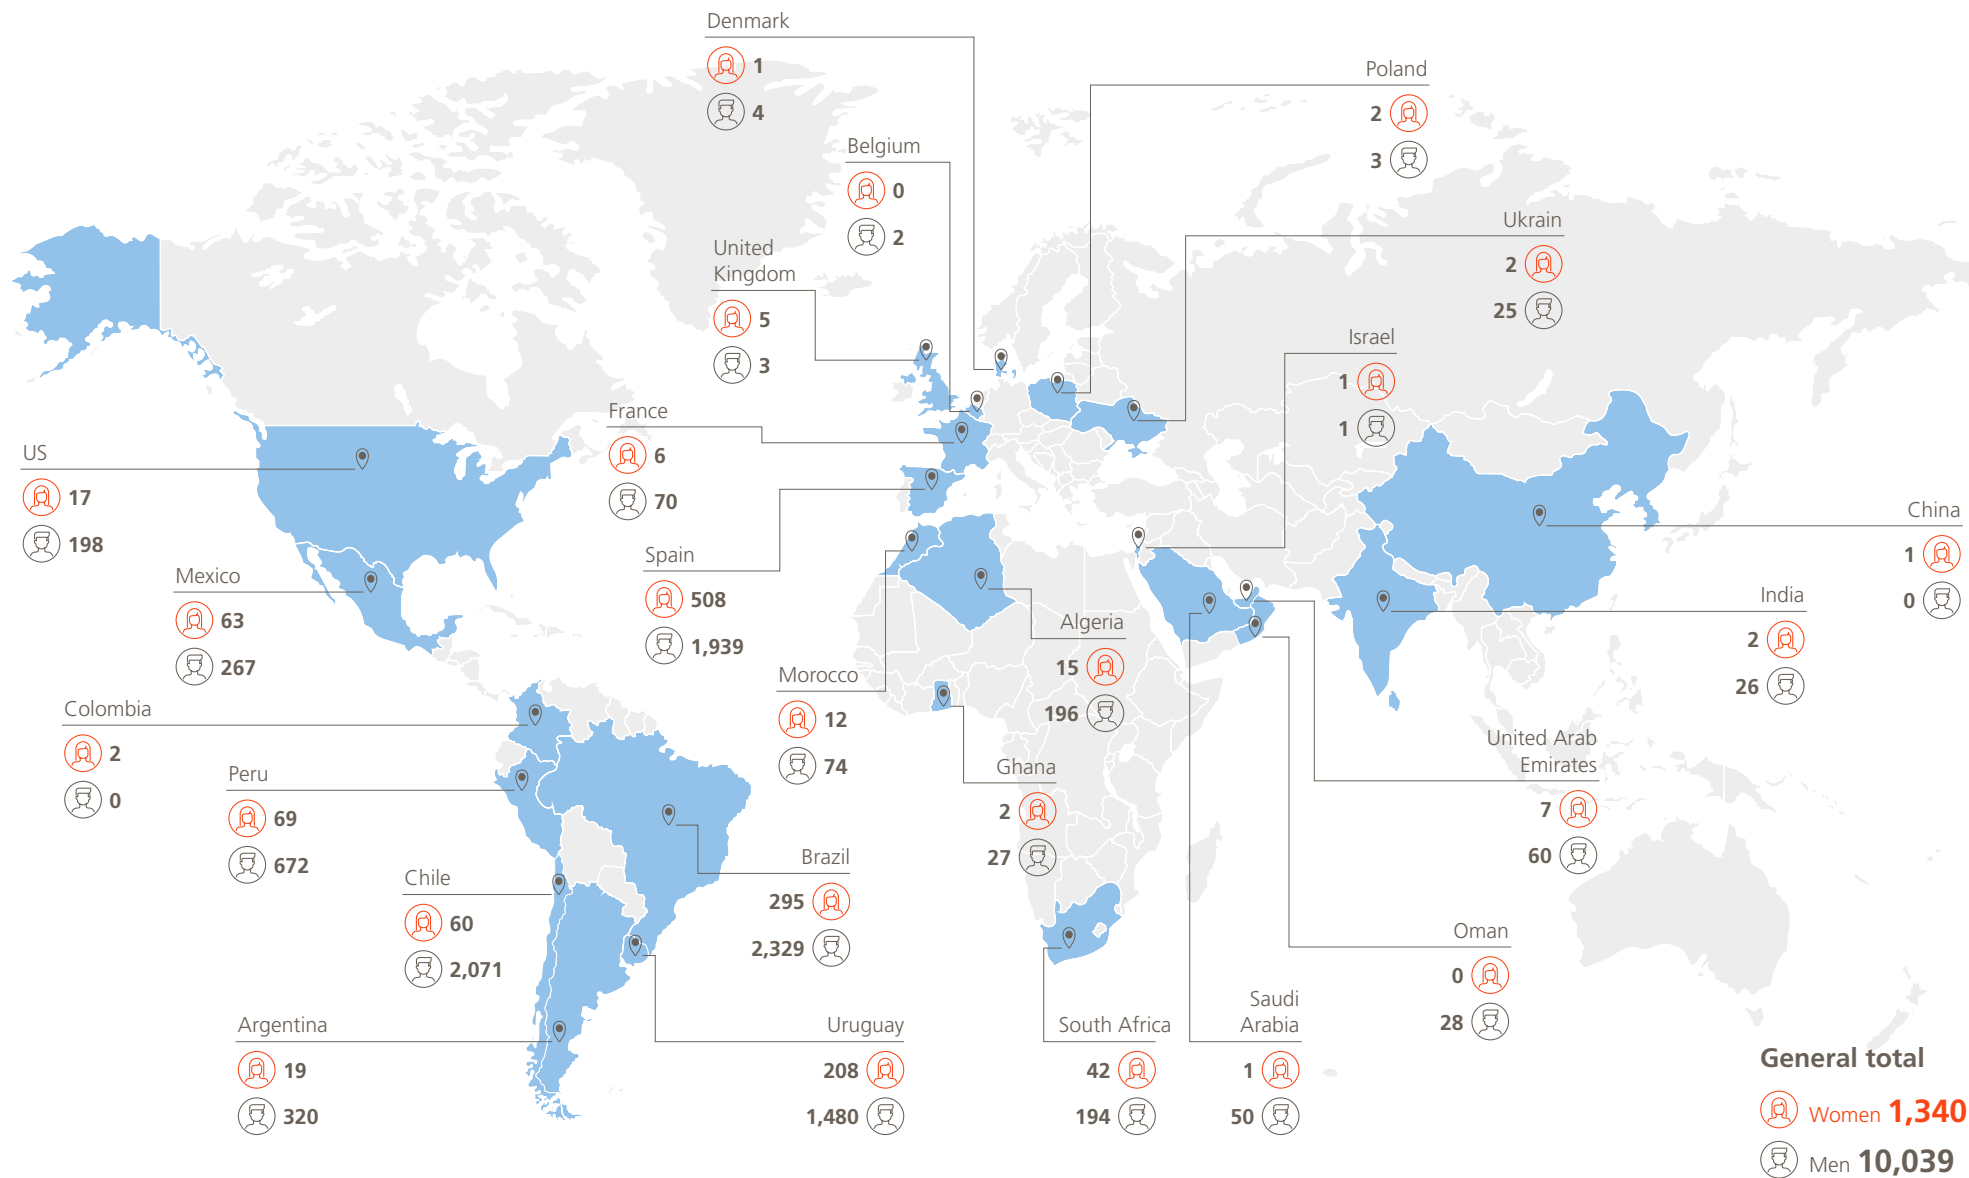 Denmark
1
4
Poland
2
3
Belgium
0
2
Ukrain
2
25
United
Kingdom
5
3
Israel
1
1
France
6
70
US
17
198
China
1
0
Spain
508
1,939
Mexico
63
267
India
2
26
Algeria
15
196
Morocco
12
74
Colombia
2
0
United Arab
Emirates
7
60
Ghana
2
27
Peru
69
672
Brazil
295
2,329
Chile
60
2,071
Oman
0
28
Argentina
19
320
Uruguay
208
1,480
South Africa
42
194
Saudi
Arabia
1
50
General total
Women 1,340
Men 10,039